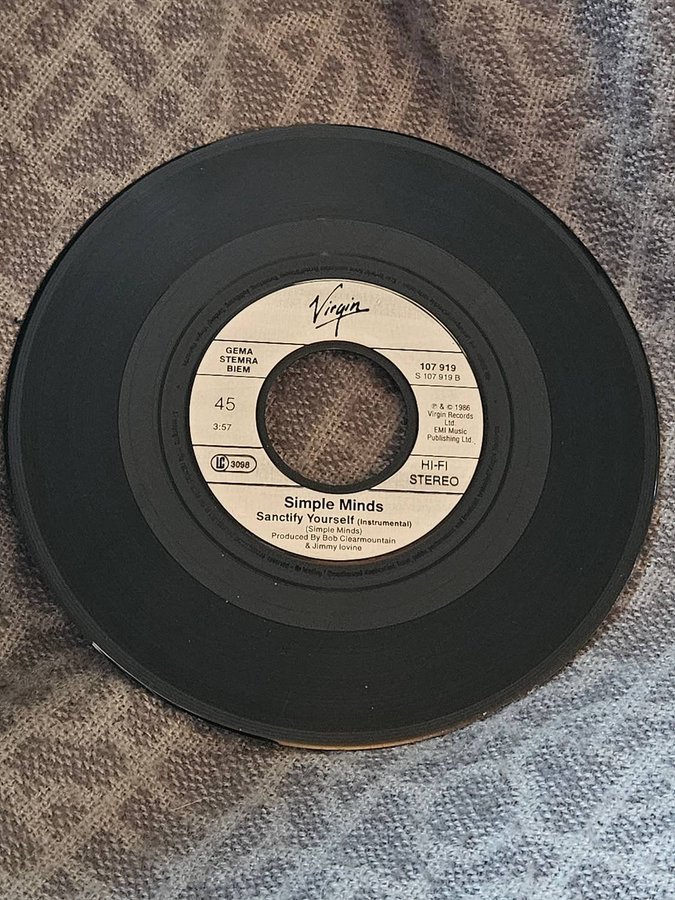 Virgin
GEMA
STEMRA
BIEM
107 919
S 107 919 B
45
3:57
℗ & © 1986
Virgin Records
Ltd.
EMI Music
Publishing Ltd.
LC 3098
HI-FI
STEREO
Simple Minds
Sanctify Yourself (Instrumental)
(Simple Minds)
Produced By Bob Clearmountain
& Jimmy Iovine